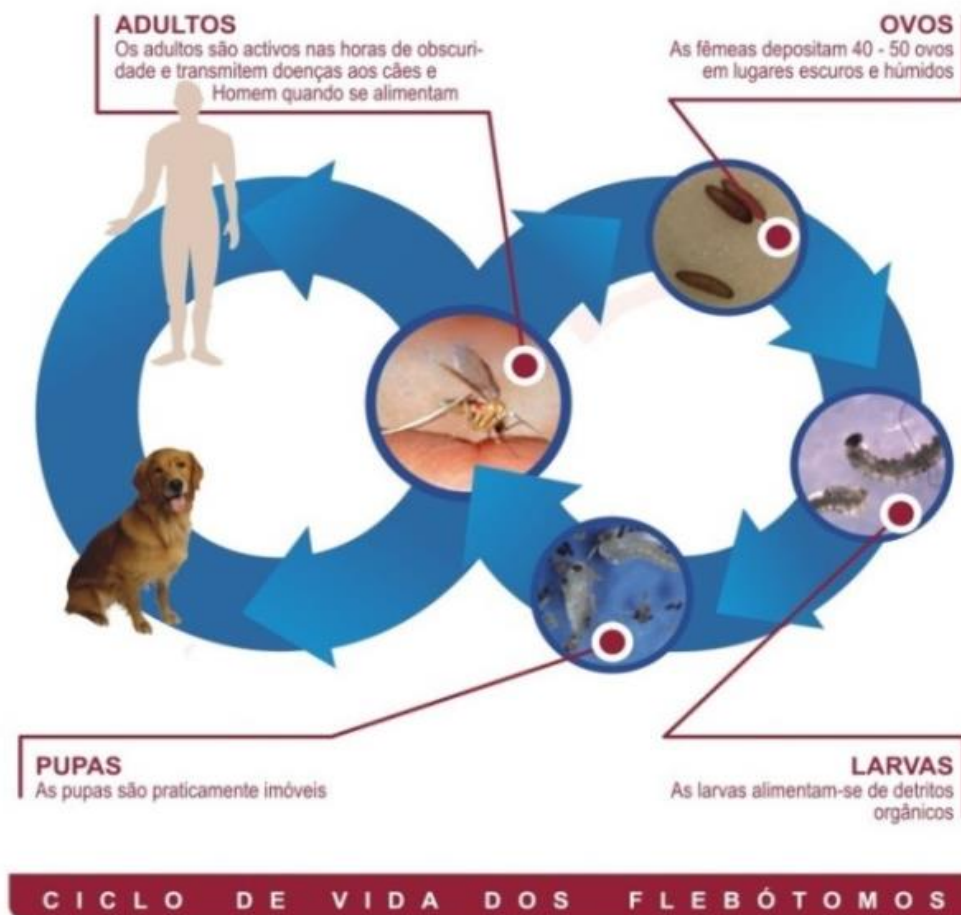 ADULTOS
Os adultos são activos nas horas de obscuri-
dade e transmitem doenças aos cães e
Homem quando se alimentam
OVOS
As fêmeas depositam 40 - 50 ovos
em lugares escuros e húmidos
PUPAS
As pupas são praticamente imóveis
LARVAS
As larvas alimentam-se de detritos
orgânicos
CICLO DE VIDA DOS FLEBÓTOMOS